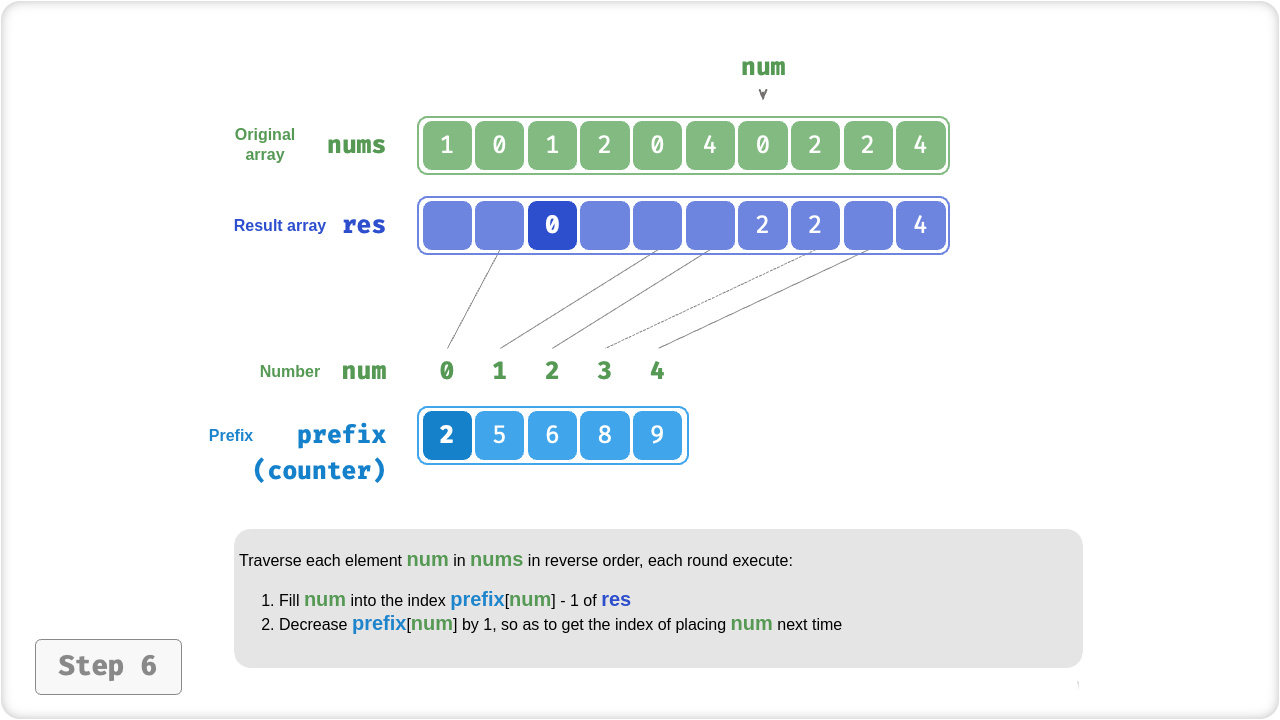 num
Original
array
nums
1 0 1 2 0 4 0 2 2 4
Result array res
0 2 2 4
Number num 0 1 2 3 4
Prefix prefix 2 5 6 8 9
(counter)
Traverse each element num in nums in reverse order, each round execute:
1. Fill num into the index prefix[num] - 1 of res
2. Decrease prefix[num] by 1, so as to get the index of placing num next time
Step 6